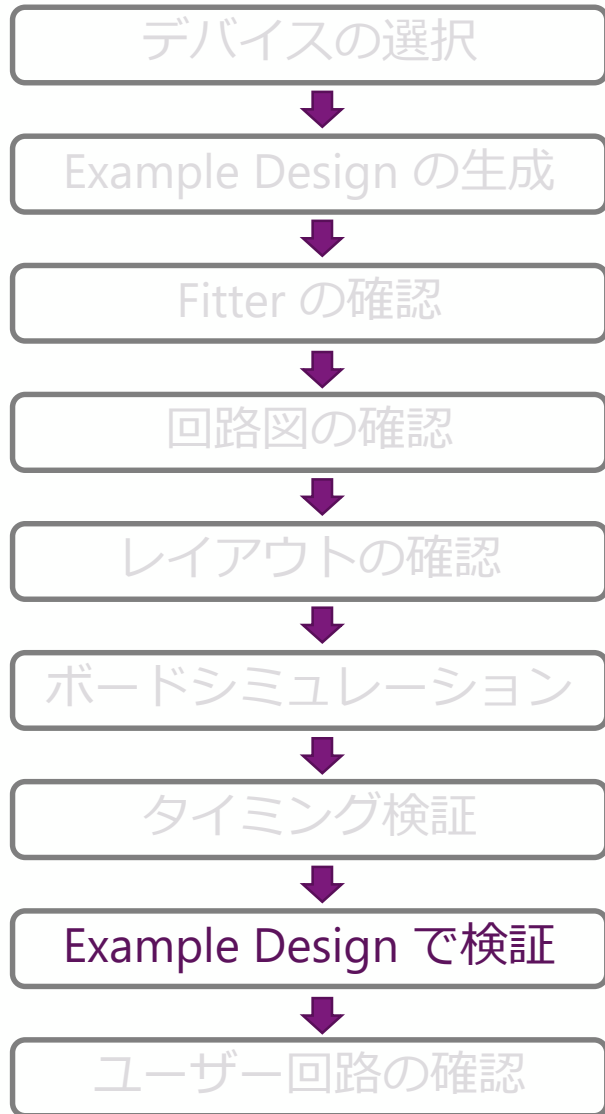 デバイスの選択
Example Design の生成
Fitter の確認
回路図の確認
レイアウトの確認
ボードシミュレーション
タイミング検証
Example Design で検証
ユーザー回路の確認